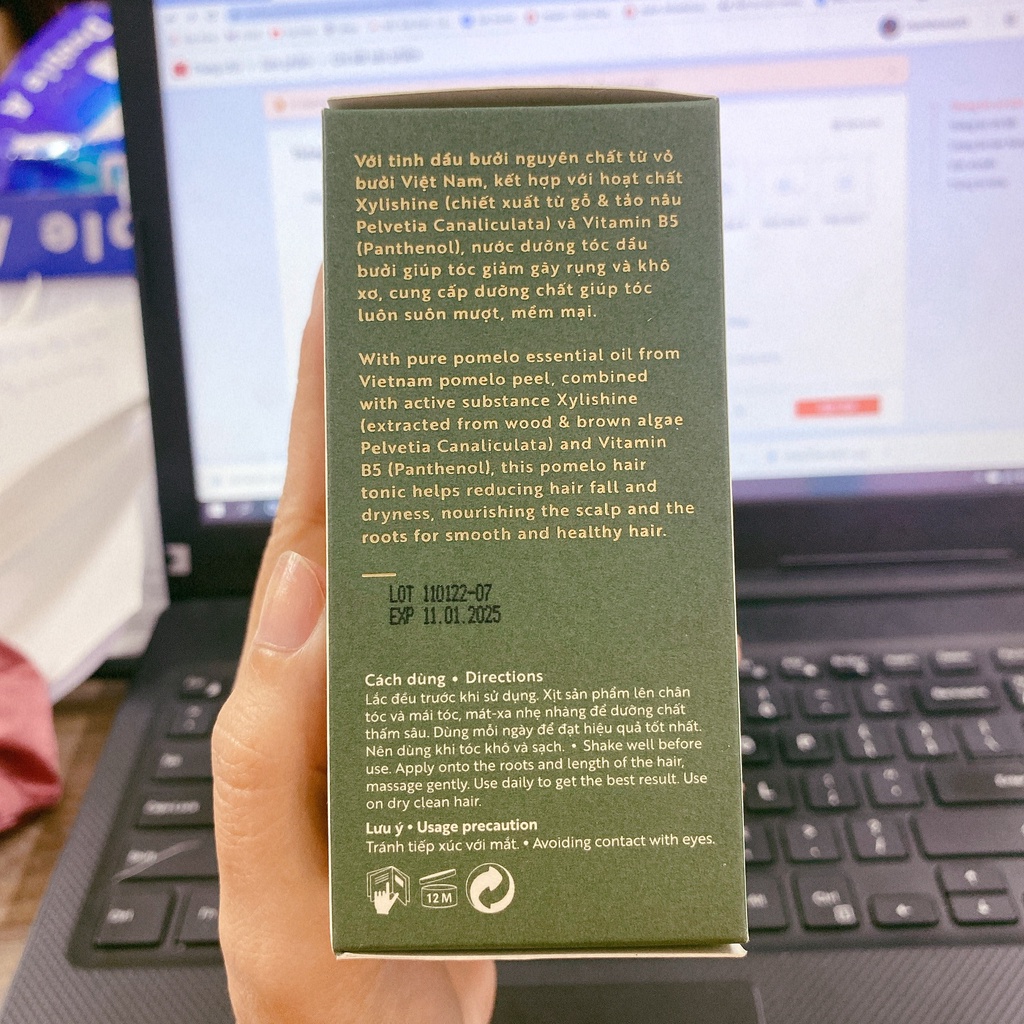 Với tinh dầu bưởi nguyên chất từ vỏ
bưởi Việt Nam, kết hợp với hoạt chất
Xylishine (chiết xuất từ gỗ & tảo nâu
Pelvetia Canaliculata) và Vitamin B5
(Panthenol), nước dưỡng tóc dầu
bưởi giúp tóc giảm gãy rụng và khô
xơ, cung cấp dưỡng chất giúp tóc
luôn suôn mượt, mềm mại.
With pure pomelo essential oil from
Vietnam pomelo peel, combined
with active substance Xylishine
(extracted from wood & brown algae
Pelvetia Canaliculata) and Vitamin
B5 (Panthenol), this pomelo hair
tonic helps reducing hair fall and
dryness, nourishing the scalp and the
roots for smooth and healthy hair.
LOT 110122-07
EXP 11.01.2025
Cách dùng • Directions
Lắc đều trước khi sử dụng. Xịt sản phẩm lên chân
tóc và mái tóc, mát-xa nhẹ nhàng để dưỡng chất
thấm sâu. Dùng mỗi ngày để đạt hiệu quả tốt nhất.
Nên dùng khi tóc khô và sạch. • Shake well before
use. Apply onto the roots and length of the hair,
massage gently. Use daily to get the best result. Use
on dry clean hair.
Lưu ý • Usage precaution
Tránh tiếp xúc với mắt. • Avoiding contact with eyes.
12 M